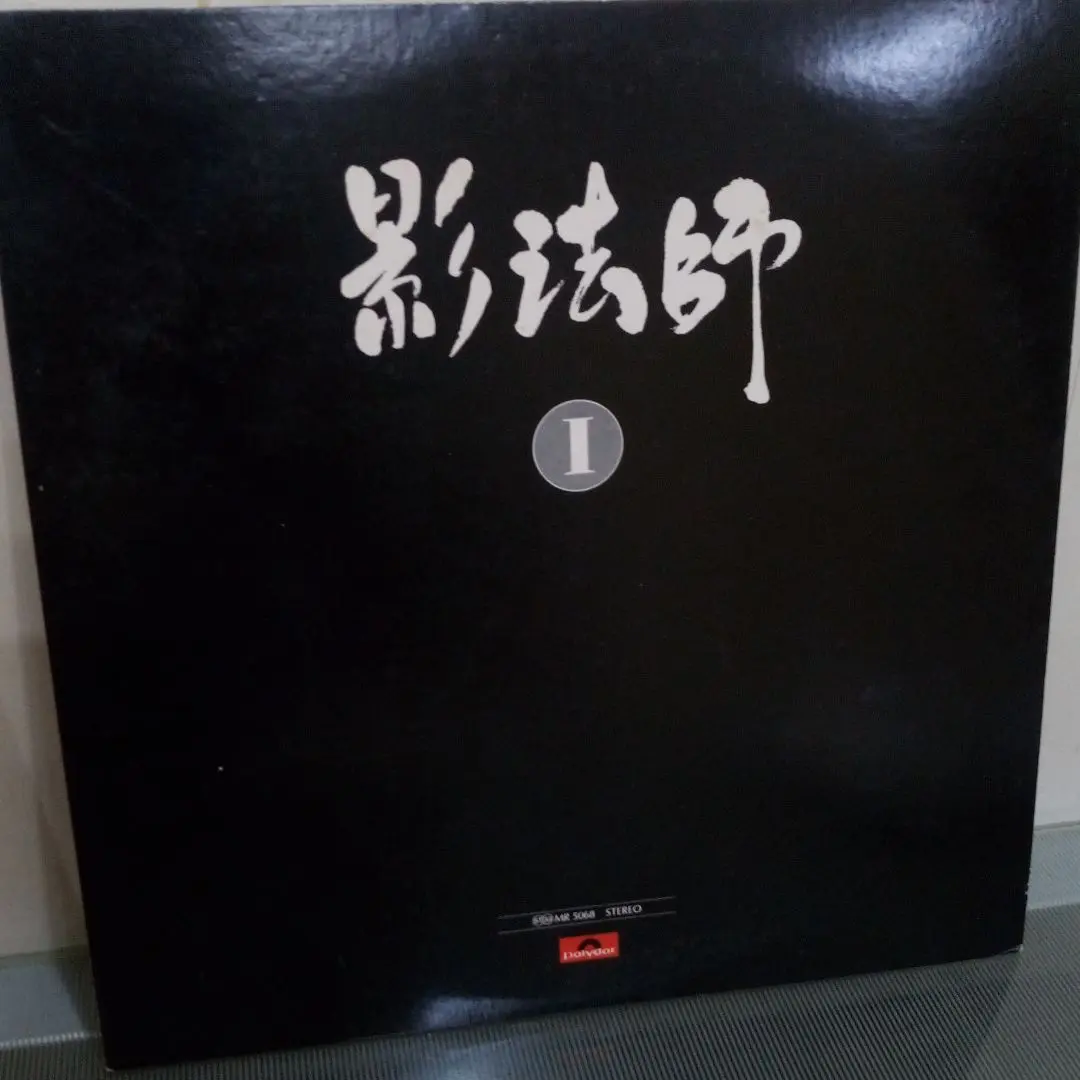 影法師
I
MR 5068 STEREO
polydor